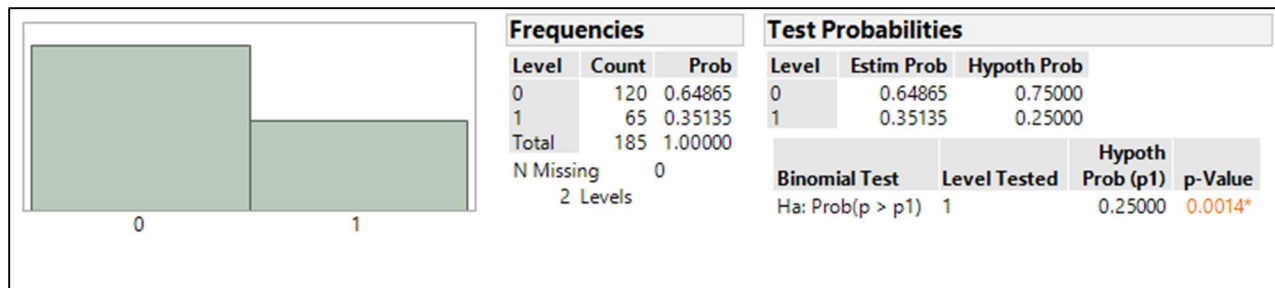 0 1
Frequencies
Level Count Prob
0 120 0.64865
1 65 0.35135
Total 185 1.00000
N Missing 0
2 Levels
Test Probabilities
Level Estim Prob Hypoth Prob
0 0.64865 0.75000
1 0.35135 0.25000
Hypoth
Binomial Test Level Tested Prob (p1) p-Value
Ha: Prob(p > p1) 1 0.25000 0.0014*